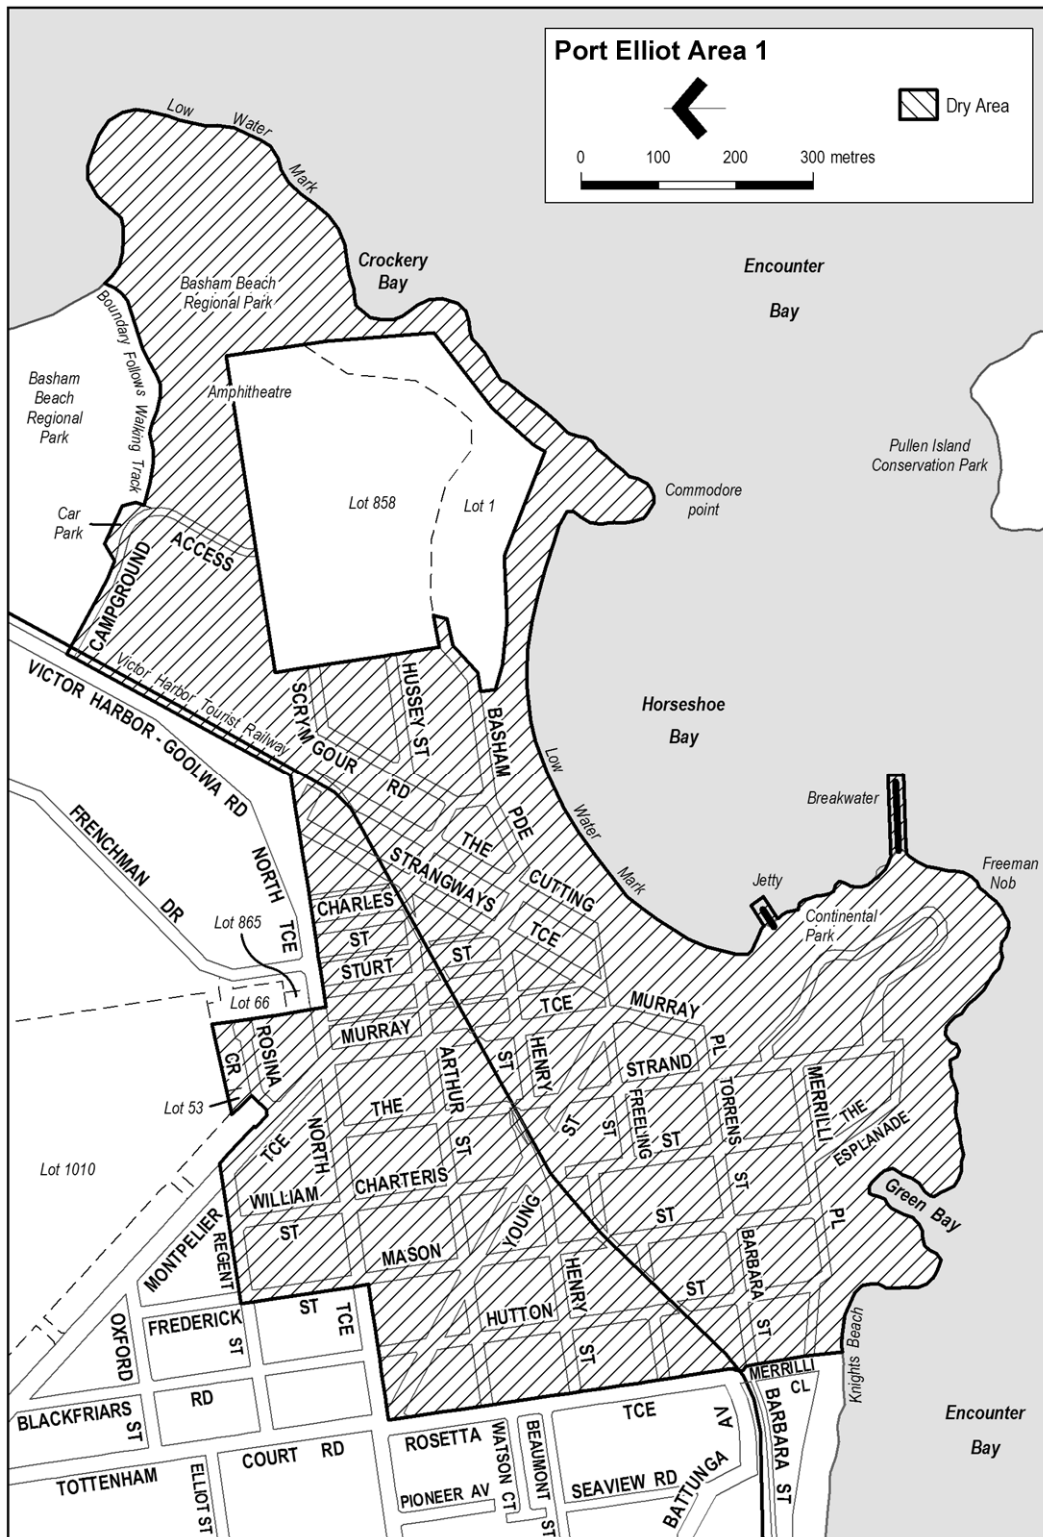 Port Elliot Area 1
Dry Area
0 100 200 300 metres
Low Water Mark
Crockery
Bay
Encounter
Bay
Basham Beach
Regional Park
Boundary Follows Walking Track
Basham
Beach
Regional
Park
Amphitheatre
Pullen Island
Conservation Park
Lot 858
Lot 1
Commodore
point
Car
Park
CAMPGROUND ACCESS
Victor Harbor Tourist Railway
VICTOR HARBOR - GOOLWA RD
SCRYMGOUR RD
HUSSEY ST
BASHAM PDE
Horseshoe
Bay
Low Water Mark
Breakwater
Jetty
Freeman
Nob
Continental
Park
FRENCHMAN DR
NORTH TCE
THE CUTTING
STRANGWAYS TCE
CHARLES ST
STURT ST
Lot 865
Lot 66
MURRAY TCE
MURRAY PL
ROSINA CR
Lot 53
ARTHUR ST
HENRY ST
STRAND
THE
FREELING ST
TORRENS ST
MERRILLI PL
THE ESPLANADE
Green Bay
Lot 1010
MONTPELIER TCE
NORTH
WILLIAM ST
CHARTERIS ST
YOUNG ST
REGENT ST
MASON ST
HENRY ST
BARBARA ST
HUTTON ST
OXFORD ST
FREDERICK ST
TCE
Knights Beach
MERRILLI CL
BARBARA ST
BLACKFRIARS RD
ROSETTA TCE
WATSON CT
BEAUMONT ST
BATTUNGA AV
Encounter
Bay
TOTTENHAM COURT RD
ELLIOT ST
PIONEER AV
SEAVIEW RD